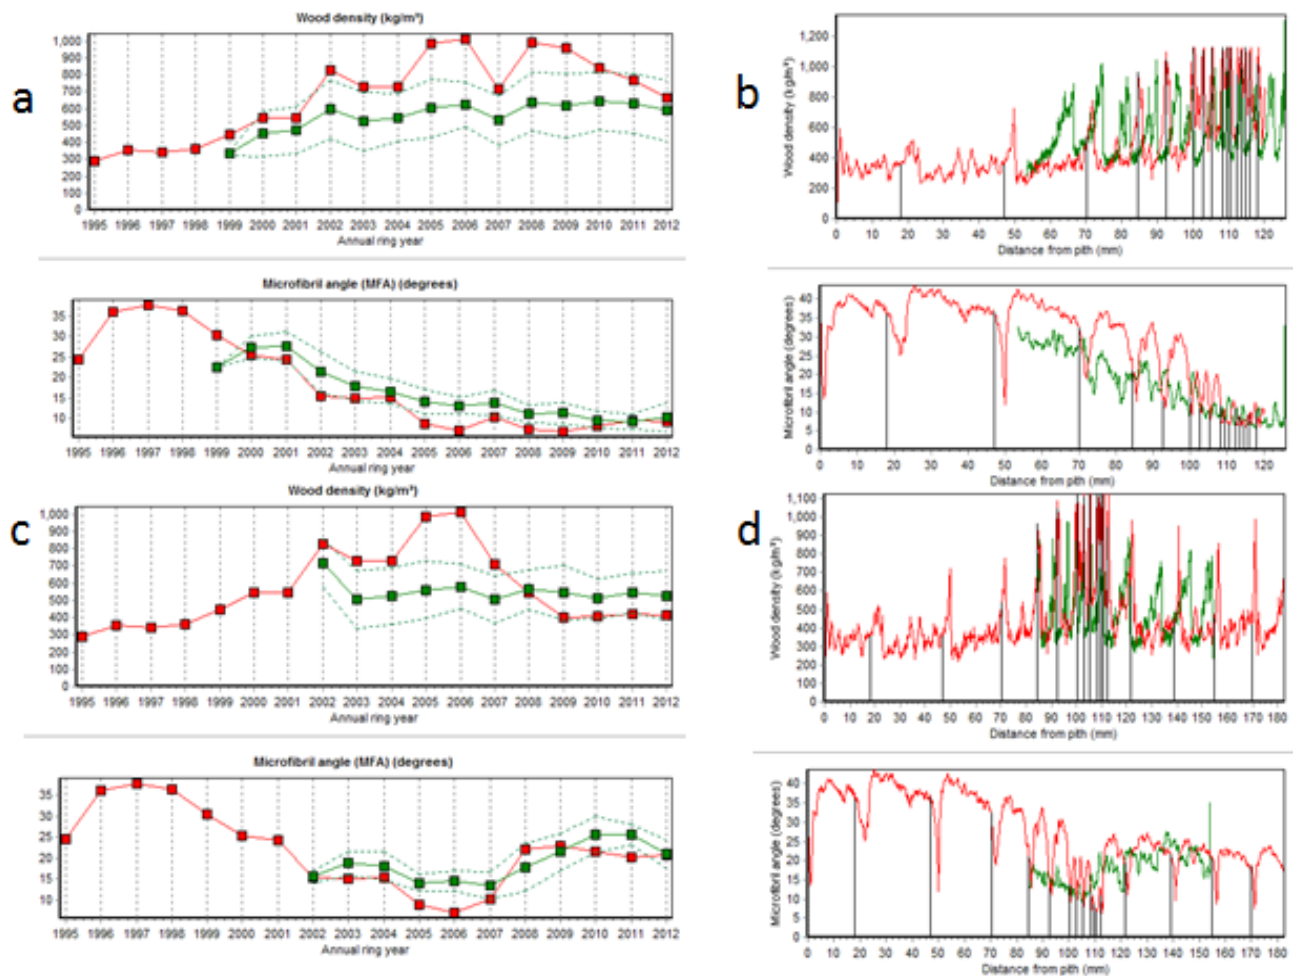 a
Wood density (kg/m³)
1,000
900
800
700
600
500
400
300
200
100
0
1995 1996 1997 1998 1999 2000 2001 2002 2003 2004 2005 2006 2007 2008 2009 2010 2011 2012
Annual ring year
Microfibril angle (MFA) (degrees)
35
30
25
20
15
10
1995 1996 1997 1998 1999 2000 2001 2002 2003 2004 2005 2006 2007 2008 2009 2010 2011 2012
Annual ring year
b
Wood density (kg/m³)
1,200
1,000
800
600
400
200
0
0 10 20 30 40 50 60 70 80 90 100 110 120
Distance from pith (mm)
Microfibril angle (degrees)
40
35
30
25
20
15
10
5
0
0 10 20 30 40 50 60 70 80 90 100 110 120
Distance from pith (mm)
c
Wood density (kg/m³)
1,000
900
800
700
600
500
400
300
200
100
0
1995 1996 1997 1998 1999 2000 2001 2002 2003 2004 2005 2006 2007 2008 2009 2010 2011 2012
Annual ring year
Microfibril angle (MFA) (degrees)
35
30
25
20
15
10
1995 1996 1997 1998 1999 2000 2001 2002 2003 2004 2005 2006 2007 2008 2009 2010 2011 2012
Annual ring year
d
Wood density (kg/m³)
1,100
1,000
900
800
700
600
500
400
300
200
100
0
0 10 20 30 40 50 60 70 80 90 100 110 120 130 140 150 160 170 180
Distance from pith (mm)
Microfibril angle (degrees)
40
35
30
25
20
15
10
5
0
0 10 20 30 40 50 60 70 80 90 100 110 120 130 140 150 160 170 180
Distance from pith (mm)